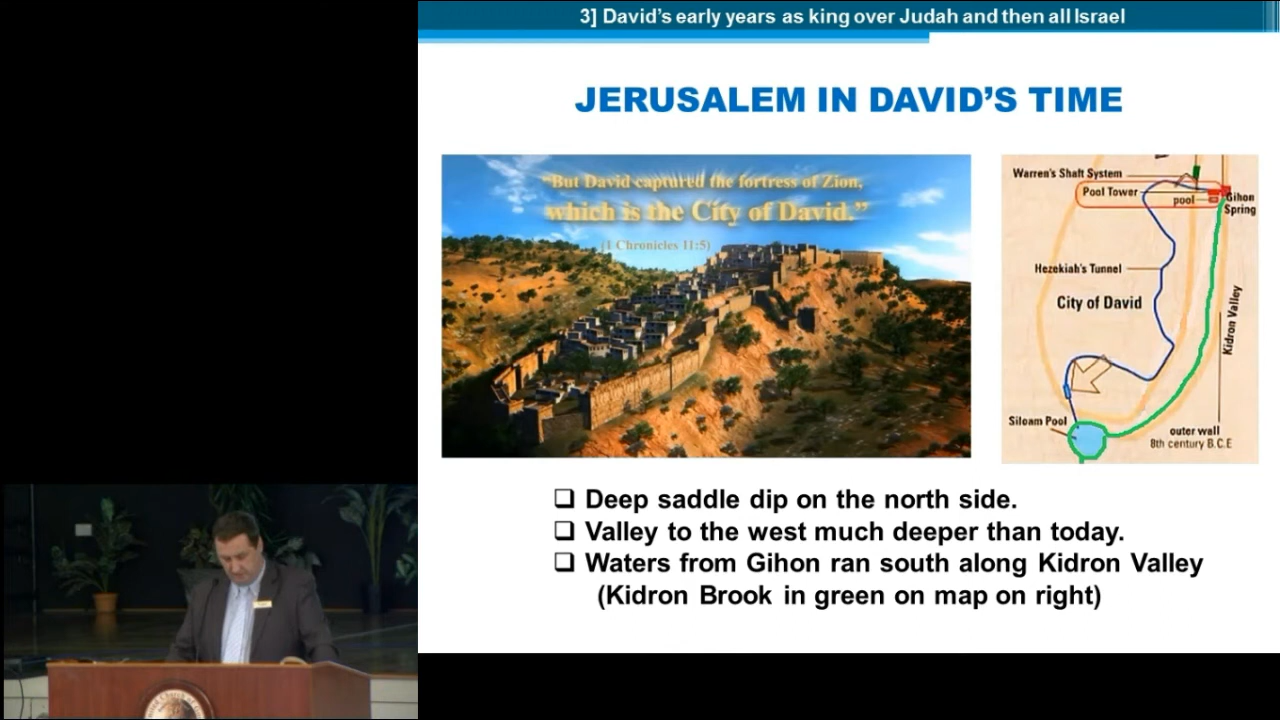 3] David's early years as king over Judah and then all Israel
JERUSALEM IN DAVID'S TIME
"But David captured the fortress of Zion,
which is the City of David."
(1 Chronicles 11:5)
Warren's Shaft System
Pool Tower
pool
Gihon
Spring
Hezekiah's Tunnel
City of David
Kidron Valley
Siloam Pool
outer wall
8th century B.C.E
❑ Deep saddle dip on the north side.
❑ Valley to the west much deeper than today.
❑ Waters from Gihon ran south along Kidron Valley
(Kidron Brook in green on map on right)